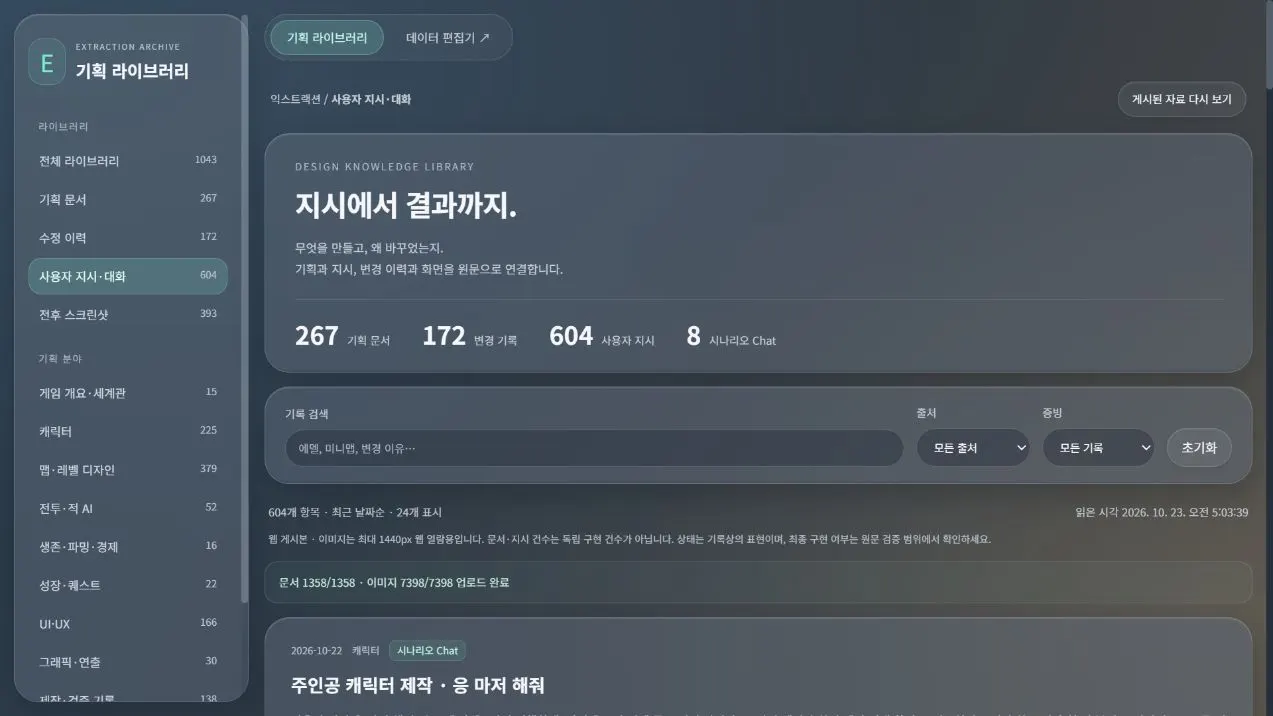 E
EXTRACTION ARCHIVE
기획 라이브러리
라이브러리
전체 라이브러리 1043
기획 문서 267
수정 이력 172
사용자 지시·대화 604
전후 스크린샷 393
기획 분야
게임 개요·세계관 15
캐릭터 225
맵·레벨 디자인 379
전투·적 AI 52
생존·파밍·경제 16
성장·퀘스트 22
UI·UX 166
그래픽·연출 30
제작·검증 기록 138
기획 라이브러리 데이터 편집기 ↗
익스트랙션 / 사용자 지시·대화
게시된 자료 다시 보기
DESIGN KNOWLEDGE LIBRARY
지시에서 결과까지.
무엇을 만들고, 왜 바꾸었는지.
기획과 지시, 변경 이력과 화면을 원문으로 연결합니다.
267 기획 문서 172 변경 기록 604 사용자 지시 8 시나리오 Chat
기록 검색 출처 증빙
에델, 미니맵, 변경 이유… 모든 출처 모든 기록 초기화
604개 항목 · 최근 날짜순 · 24개 표시
읽은 시각 2026. 10. 23. 오전 5:03:39
웹 게시본 · 이미지는 최대 1440px 웹 열람용입니다. 문서·지시 건수는 독립 구현 건수가 아닙니다. 상태는 기록상의 표현이며, 최종 구현 여부는 원문 검증 범위에서 확인하세요.
문서 1358/1358 · 이미지 7398/7398 업로드 완료
2026-10-22 캐릭터 시나리오 Chat
주인공 캐릭터 제작 · 응 마저 해줘